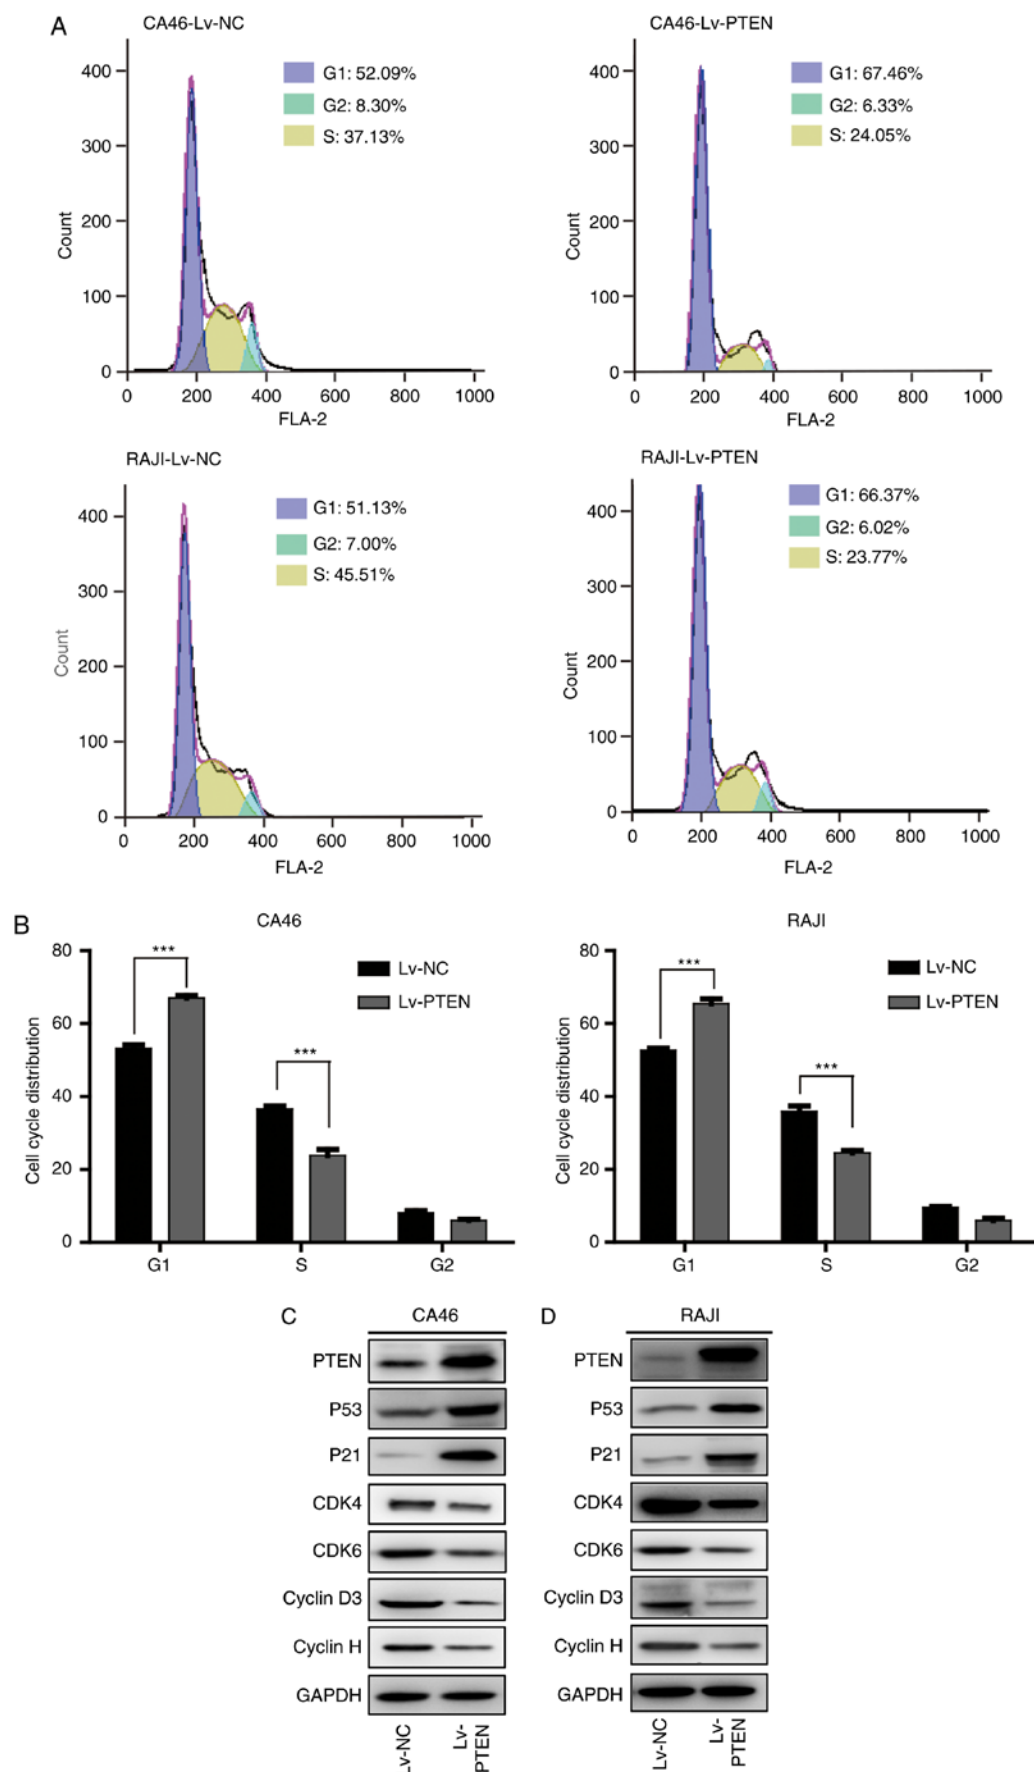 A
CA46-Lv-NC
Count
400
300
200
100
0
G1: 52.09%
G2: 8.30%
S: 37.13%
0 200 400 600 800 1000
FLA-2
CA46-Lv-PTEN
Count
400
300
200
100
0
G1: 67.46%
G2: 6.33%
S: 24.05%
0 200 400 600 800 1000
FLA-2
RAJI-Lv-NC
Count
400
300
200
100
0
G1: 51.13%
G2: 7.00%
S: 45.51%
0 200 400 600 800 1000
FLA-2
RAJI-Lv-PTEN
Count
400
300
200
100
0
G1: 66.37%
G2: 6.02%
S: 23.77%
0 200 400 600 800 1000
FLA-2
B
CA46
Cell cycle distribution
80
60
40
20
0
***
***
Lv-NC
Lv-PTEN
G1 S G2
RAJI
Cell cycle distribution
80
60
40
20
0
***
***
Lv-NC
Lv-PTEN
G1 S G2
C
CA46
PTEN
P53
P21
CDK4
CDK6
Cyclin D3
Cyclin H
GAPDH
Lv-NC
Lv-
PTEN
D
RAJI
PTEN
P53
P21
CDK4
CDK6
Cyclin D3
Cyclin H
GAPDH
Lv-NC
Lv-
PTEN